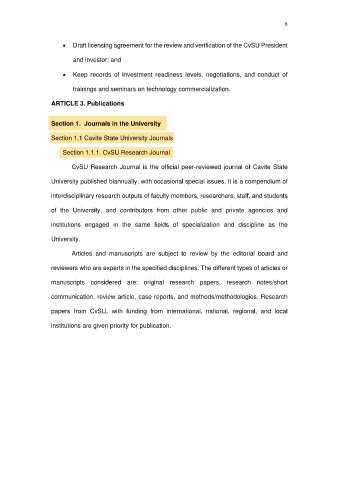 6
• Draft licensing agreement for the review and verification of the CvSU President
and investor; and
• Keep records of investment readiness levels, negotiations, and conduct of
trainings and seminars on technology commercialization.
ARTICLE 3. Publications
Section 1. Journals in the University
Section 1.1 Cavite State University Journals
Section 1.1.1. CvSU Research Journal
CvSU Research Journal is the official peer-reviewed journal of Cavite State
University published biannually, with occasional special issues. It is a compendium of
interdisciplinary research outputs of faculty members, researchers, staff, and students
of the University, and contributors from other public and private agencies and
institutions engaged in the same fields of specialization and discipline as the
University.
Articles and manuscripts are subject to review by the editorial board and
reviewers who are experts in the specified disciplines. The different types of articles or
manuscripts considered are: original research papers, research notes/short
communication, review article, case reports, and methods/methodologies. Research
papers from CvSU, with funding from international, national, regional, and local
institutions are given priority for publication.